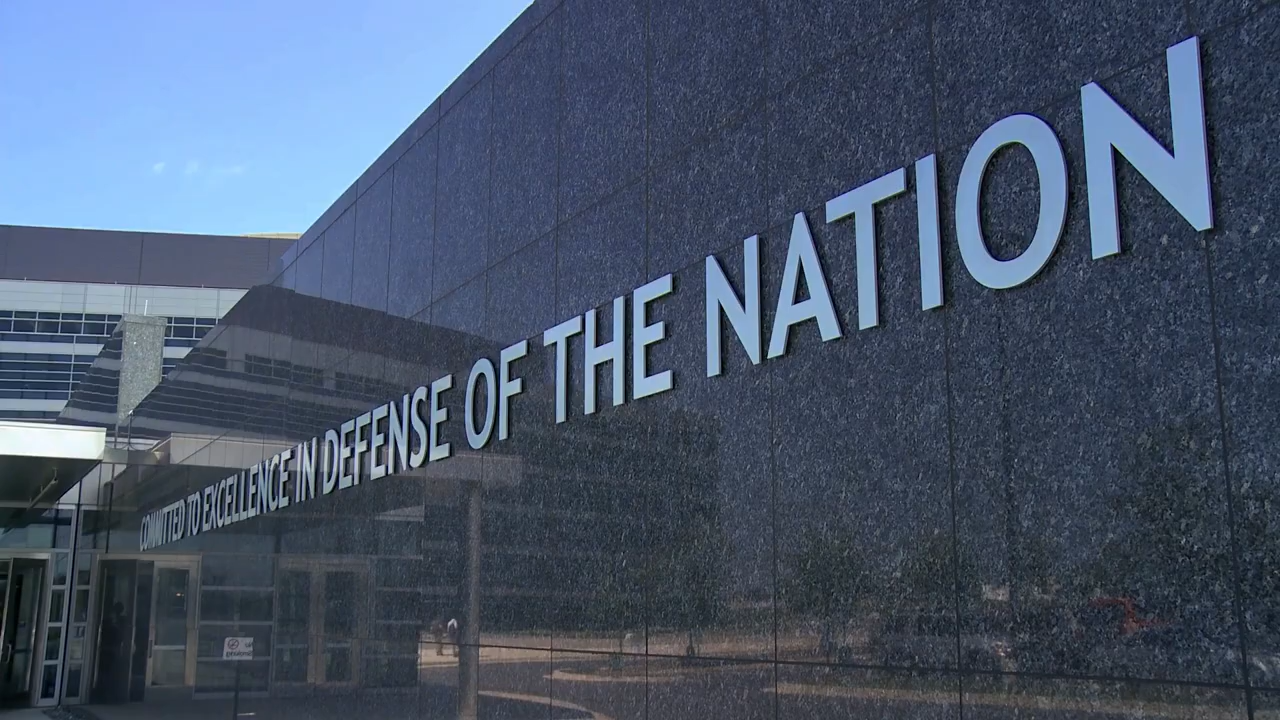 COMMITTED TO EXCELLENCE IN DEFENSE OF THE NATION